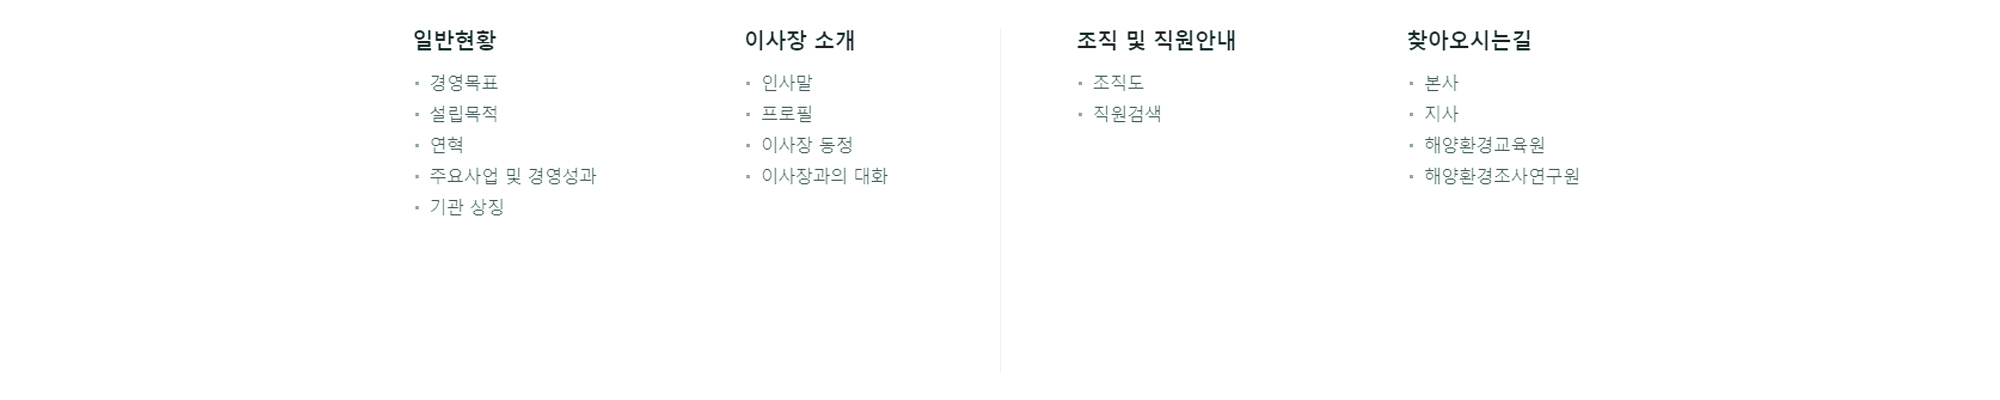 일반현황
경영목표
설립목적
연혁
주요사업 및 경영성과
기관 상징
이사장 소개
인사말
프로필
이사장 동정
이사장과의 대화
조직 및 직원안내
조직도
직원검색
찾아오시는길
본사
지사
해양환경교육원
해양환경조사연구원